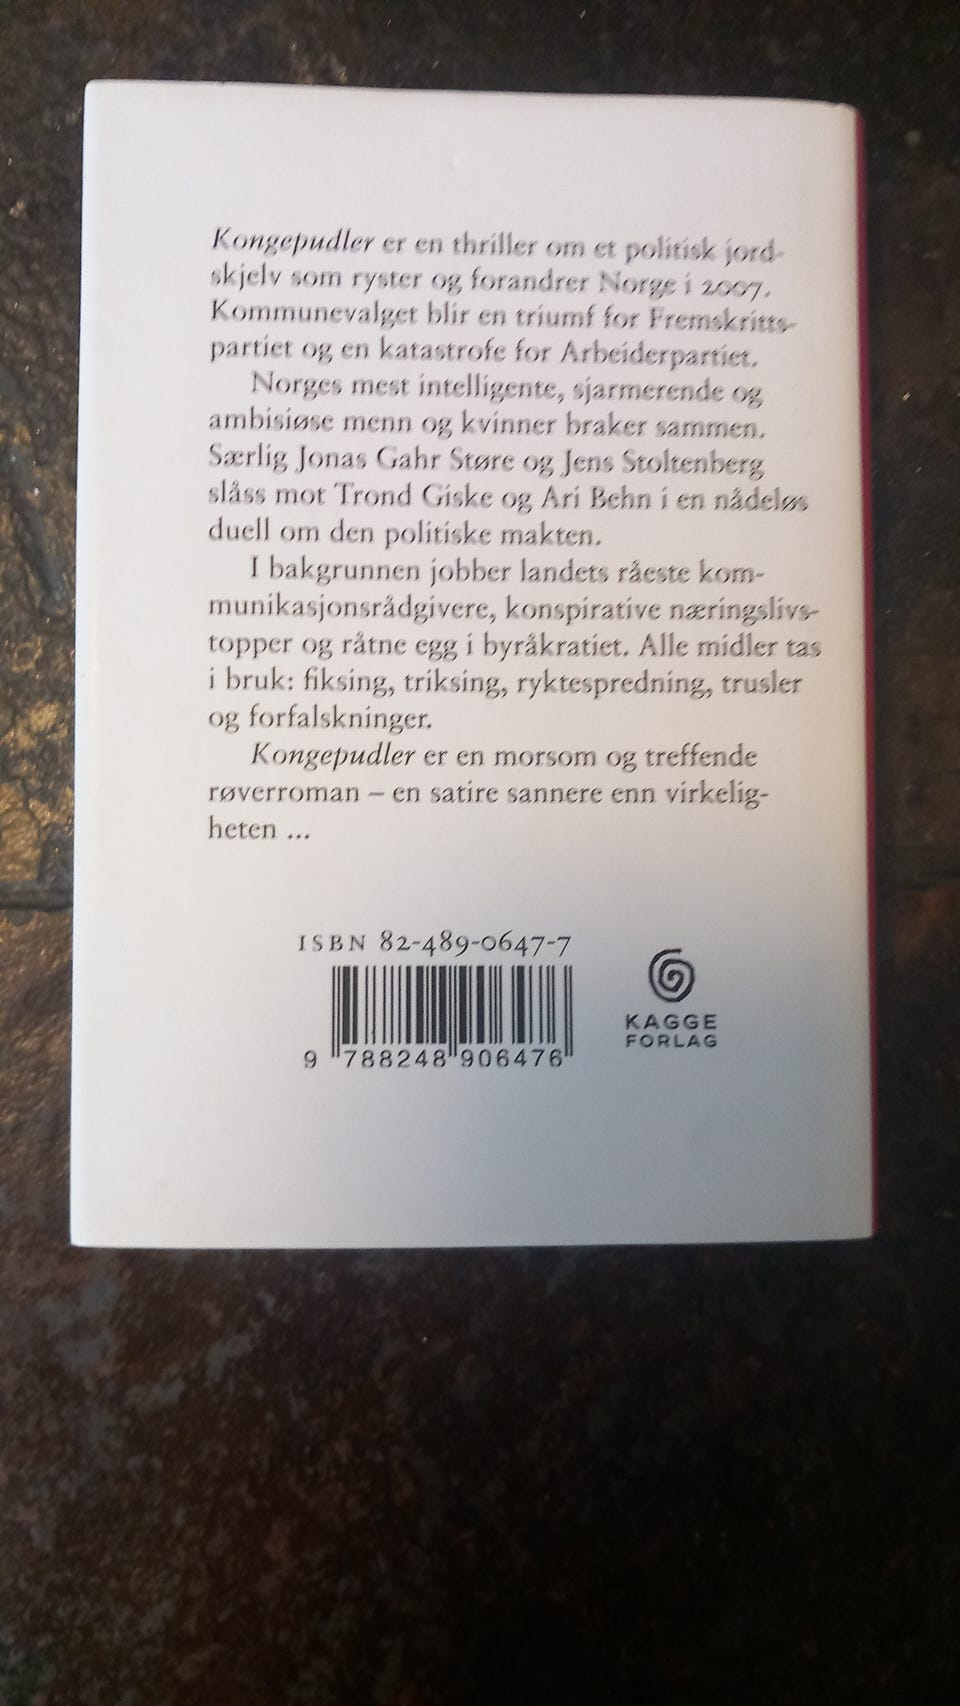 Kongepudler er en thriller om et politisk jord-
skjelv som ryster og forandrer Norge i 2007.
Kommunevalget blir en triumf for Fremskritts-
partiet og en katastrofe for Arbeiderpartiet.
Norges mest intelligente, sjarmerende og
ambisiøse menn og kvinner braker sammen.
Særlig Jonas Gahr Støre og Jens Stoltenberg
slåss mot Trond Giske og Ari Behn i en nådeløs
duell om den politiske makten.
I bakgrunnen jobber landets råeste kom-
munikasjonsrådgivere, konspirative næringslivs-
topper og råtne egg i byråkratiet. Alle midler tas
i bruk: fiksing, triksing, ryktespredning, trusler
og forfalskninger.
Kongepudler er en morsom og treffende
røverroman – en satire sannere enn virkelig-
heten ...
ISBN 82-489-0647-7
9 788248 906476
KAGGE
FORLAG